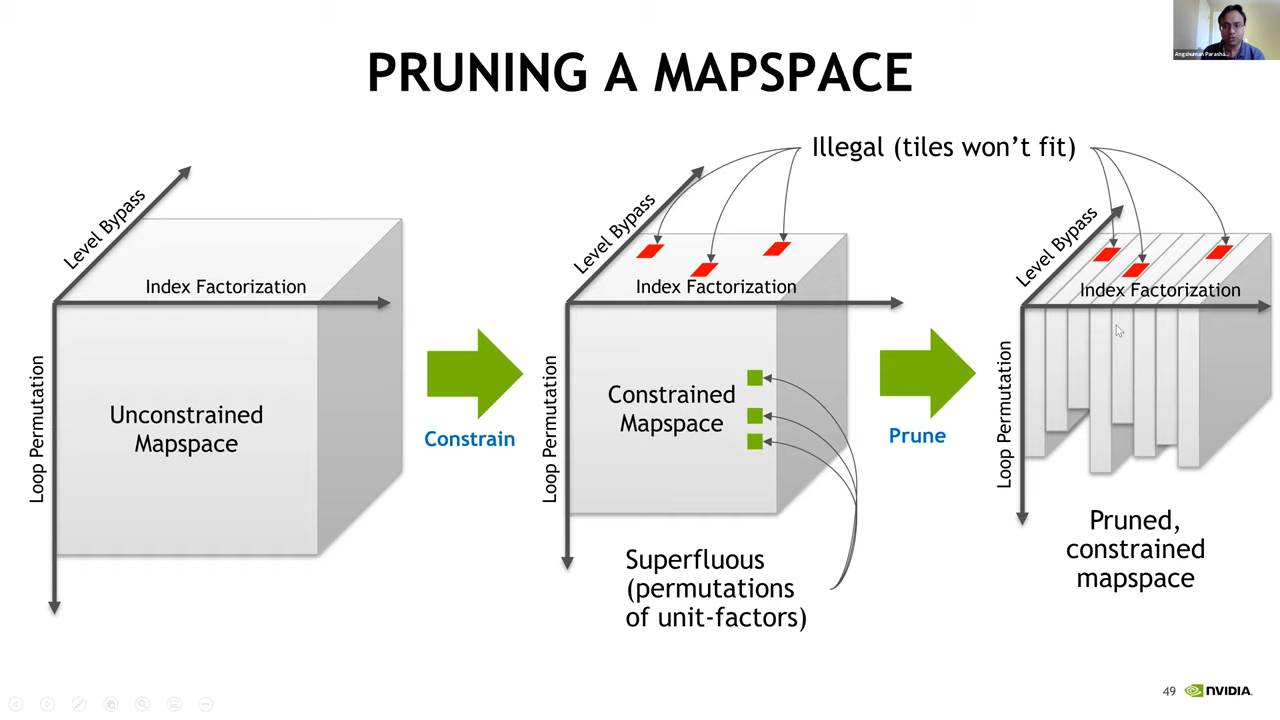 PRUNING A MAPSPACE
Angshuman Parasha...
Illegal (tiles won't fit)
Level Bypass
Index Factorization
Loop Permutation
Unconstrained
Mapspace
Constrain
Level Bypass
Index Factorization
Loop Permutation
Constrained
Mapspace
Superfluous
(permutations
of unit-factors)
Prune
Level Bypass
Index Factorization
Loop Permutation
Pruned,
constrained
mapspace
49
NVIDIA.